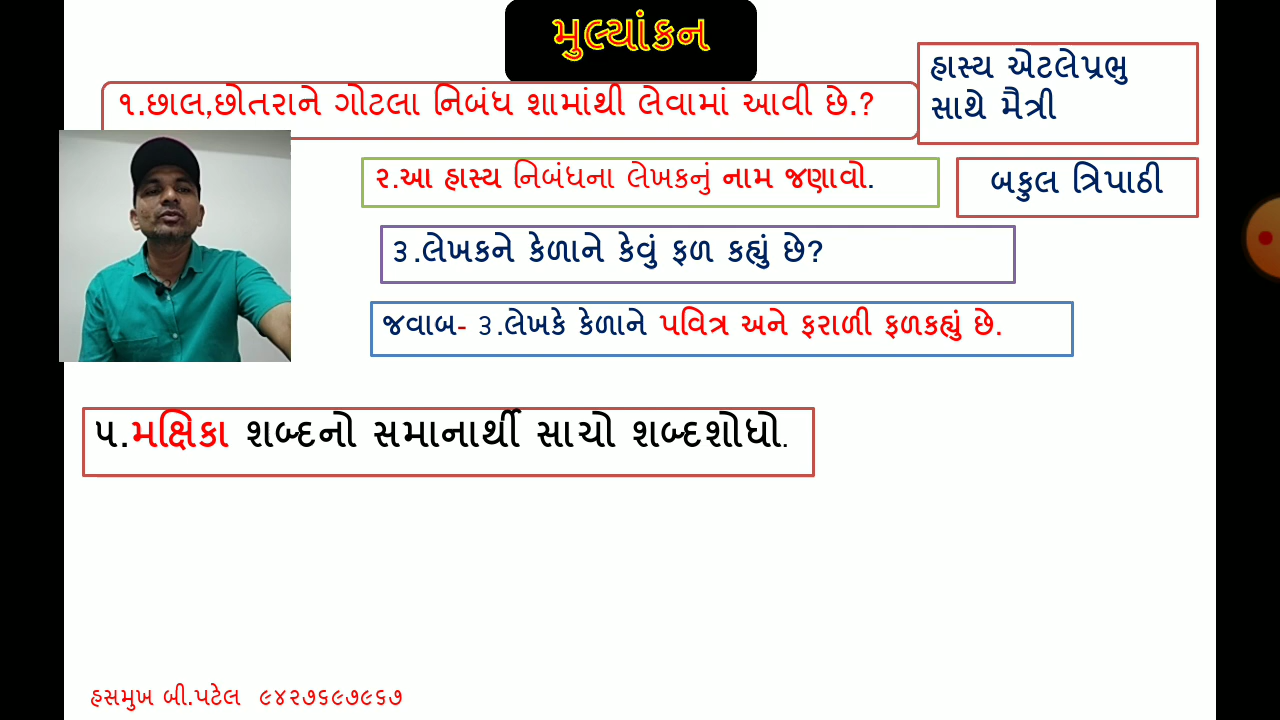 મુલ્યાંકન
૧.છાલ,છોતરાને ગોટલા નિબંધ શામાંથી લેવામાં આવી છે.?
હાસ્ય એટલેપ્રભુ
સાથે મૈત્રી
૨.આ હાસ્ય નિબંધના લેખકનું નામ જણાવો.
બકુલ ત્રિપાઠી
૩.લેખકને કેળાને કેવું ફળ કહ્યું છે?
જવાબ- ૩.લેખકે કેળાને પવિત્ર અને ફરાળી ફળકહ્યું છે.
૫.મક્ષિકા શબ્દનો સમાનાર્થી સાચો શબ્દશોધો.
હસમુખ બી.પટેલ ૯૪૨૭૬૯૭૯૬૭